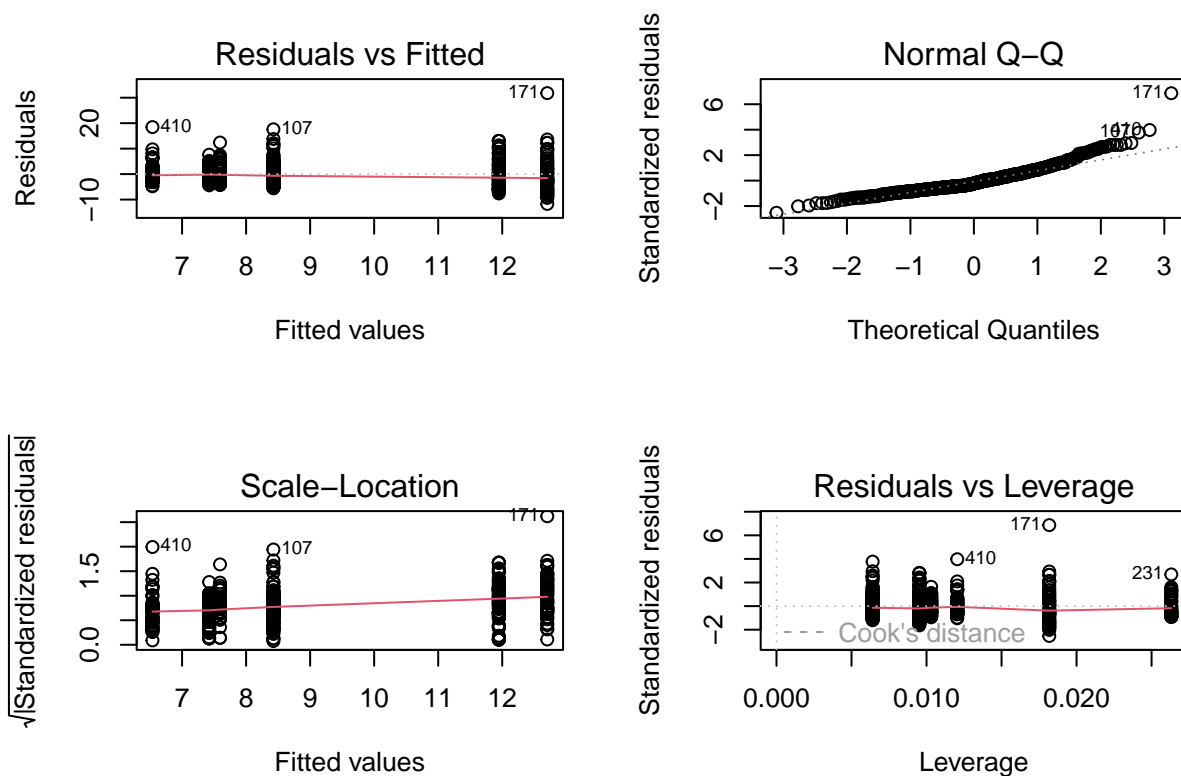 Residuals vs Fitted
Residuals
20
−10
410
107
171
7 8 9 10 11 12
Fitted values
Normal Q−Q
Standardized residuals
6
2
−2
171
410
107
−3 −2 −1 0 1 2 3
Theoretical Quantiles
Scale−Location
√|Standardized residuals|
1.5
0.0
410
107
171
7 8 9 10 11 12
Fitted values
Residuals vs Leverage
Standardized residuals
6
2
−2
171
410
231
Cook's distance
0.000 0.010 0.020
Leverage